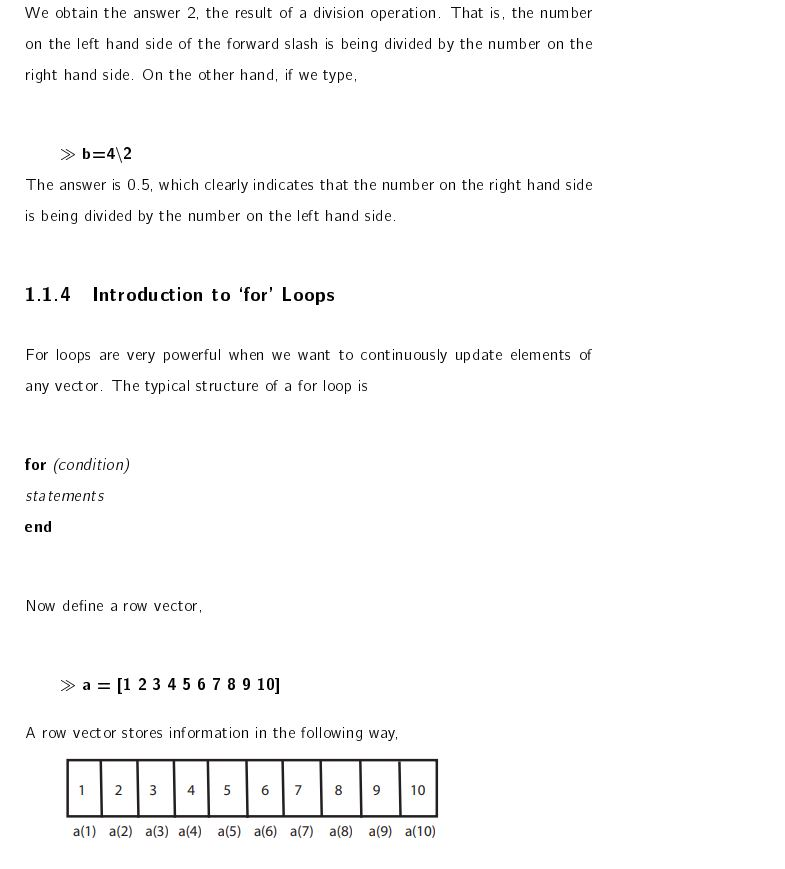 We obtain the answer 2, the result of a division operation. That is, the number
on the left hand side of the forward slash is being divided by the number on the
right hand side. On the other hand, if we type,
≫ b=4\2
The answer is 0.5, which clearly indicates that the number on the right hand side
is being divided by the number on the left hand side.
1.1.4 Introduction to ‘for’ Loops
For loops are very powerful when we want to continuously update elements of
any vector. The typical structure of a for loop is
for (condition)
statements
end
Now define a row vector,
≫ a = [1 2 3 4 5 6 7 8 9 10]
A row vector stores information in the following way,
1 2 3 4 5 6 7 8 9 10
a(1) a(2) a(3) a(4) a(5) a(6) a(7) a(8) a(9) a(10)